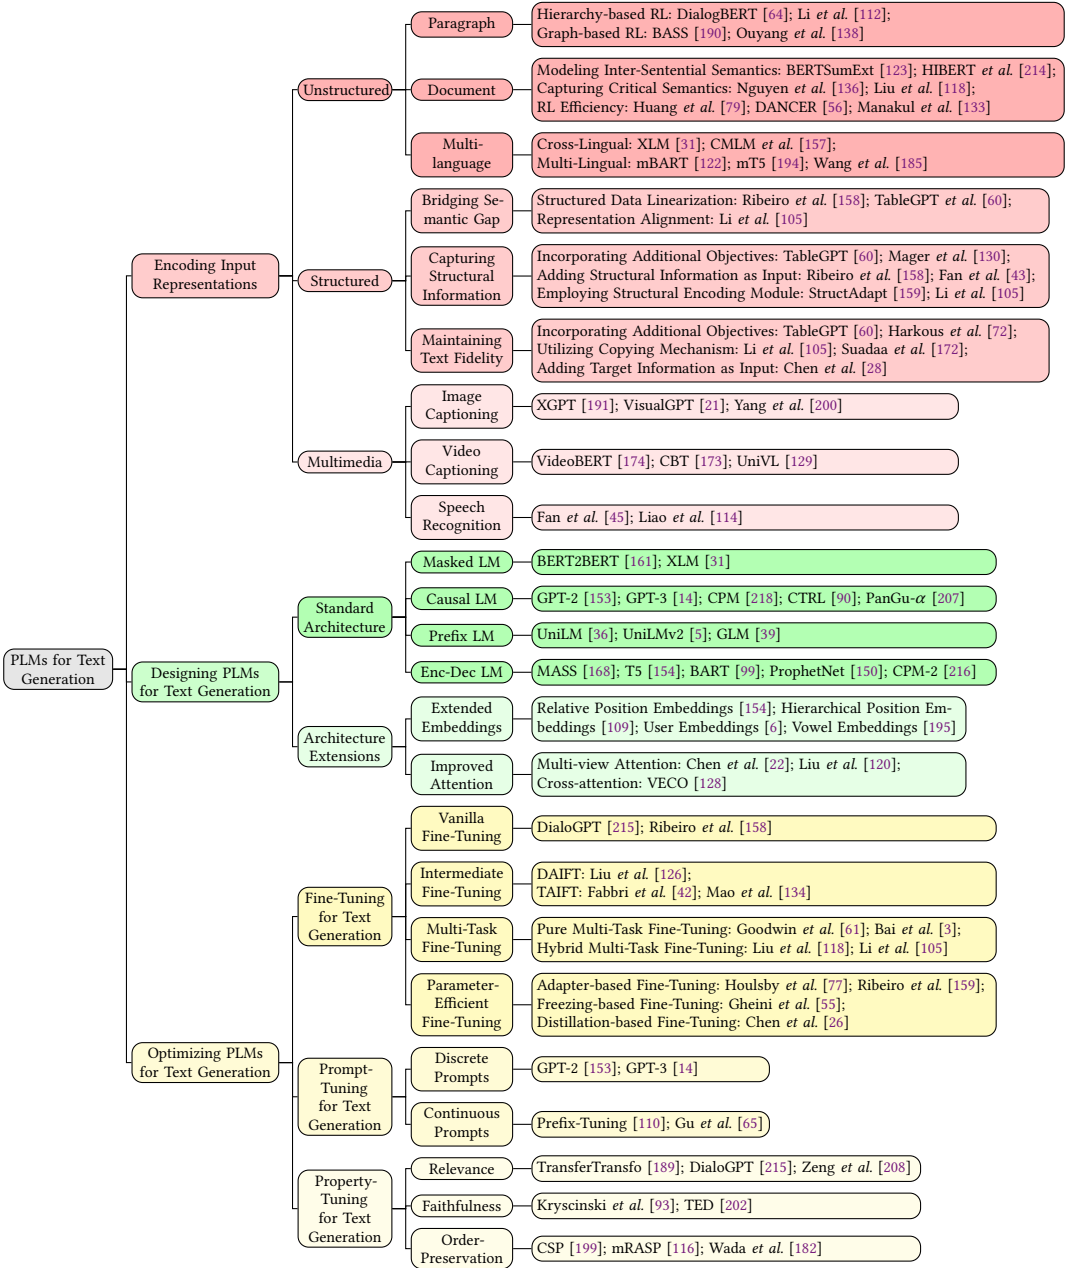 PLMs for Text
Generation
Encoding Input
Representations
Unstructured
Paragraph
Hierarchy-based RL: DialogBERT [64]; Li et al. [112];
Graph-based RL: BASS [190]; Ouyang et al. [138]
Document
Modeling Inter-Sentential Semantics: BERTSumExt [123]; HIBERT et al. [214];
Capturing Critical Semantics: Nguyen et al. [136]; Liu et al. [118];
RL Efficiency: Huang et al. [79]; DANCER [56]; Manakul et al. [133]
Multi-
language
Cross-Lingual: XLM [31]; CMLM et al. [157];
Multi-Lingual: mBART [122]; mT5 [194]; Wang et al. [185]
Structured
Bridging Se-
mantic Gap
Structured Data Linearization: Ribeiro et al. [158]; TableGPT et al. [60];
Representation Alignment: Li et al. [105]
Capturing
Structural
Information
Incorporating Additional Objectives: TableGPT [60]; Mager et al. [130];
Adding Structural Information as Input: Ribeiro et al. [158]; Fan et al. [43];
Employing Structural Encoding Module: StructAdapt [159]; Li et al. [105]
Maintaining
Text Fidelity
Incorporating Additional Objectives: TableGPT [60]; Harkous et al. [72];
Utilizing Copying Mechanism: Li et al. [105]; Suadaa et al. [172];
Adding Target Information as Input: Chen et al. [28]
Multimedia
Image
Captioning
XGPT [191]; VisualGPT [21]; Yang et al. [200]
Video
Captioning
VideoBERT [174]; CBT [173]; UniVL [129]
Speech
Recognition
Fan et al. [45]; Liao et al. [114]
Designing PLMs
for Text Generation
Standard
Architecture
Masked LM
BERT2BERT [161]; XLM [31]
Causal LM
GPT-2 [153]; GPT-3 [14]; CPM [218]; CTRL [90]; PanGu-α [207]
Prefix LM
UniLM [36]; UniLMv2 [5]; GLM [39]
Enc-Dec LM
MASS [168]; T5 [154]; BART [99]; ProphetNet [150]; CPM-2 [216]
Architecture
Extensions
Extended
Embeddings
Relative Position Embeddings [154]; Hierarchical Position Em-
beddings [109]; User Embeddings [6]; Vowel Embeddings [195]
Improved
Attention
Multi-view Attention: Chen et al. [22]; Liu et al. [120];
Cross-attention: VECO [128]
Optimizing PLMs
for Text Generation
Fine-Tuning
for Text
Generation
Vanilla
Fine-Tuning
DialoGPT [215]; Ribeiro et al. [158]
Intermediate
Fine-Tuning
DAIFT: Liu et al. [126];
TAIFT: Fabbri et al. [42]; Mao et al. [134]
Multi-Task
Fine-Tuning
Pure Multi-Task Fine-Tuning: Goodwin et al. [61]; Bai et al. [3];
Hybrid Multi-Task Fine-Tuning: Liu et al. [118]; Li et al. [105]
Parameter-
Efficient
Fine-Tuning
Adapter-based Fine-Tuning: Houlsby et al. [77]; Ribeiro et al. [159];
Freezing-based Fine-Tuning: Gheini et al. [55];
Distillation-based Fine-Tuning: Chen et al. [26]
Prompt-
Tuning
for Text
Generation
Discrete
Prompts
GPT-2 [153]; GPT-3 [14]
Continuous
Prompts
Prefix-Tuning [110]; Gu et al. [65]
Property-
Tuning
for Text
Generation
Relevance
TransferTransfo [189]; DialoGPT [215]; Zeng et al. [208]
Faithfulness
Kryscinski et al. [93]; TED [202]
Order-
Preservation
CSP [199]; mRASP [116]; Wada et al. [182]